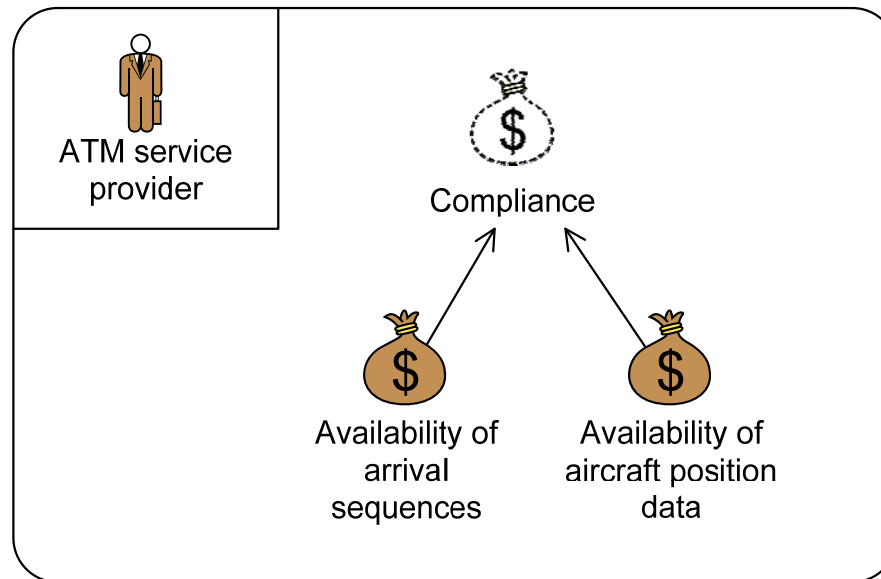 ATM service
provider
$
Compliance
$
$
Availability of
arrival
sequences
Availability of
aircraft position
data